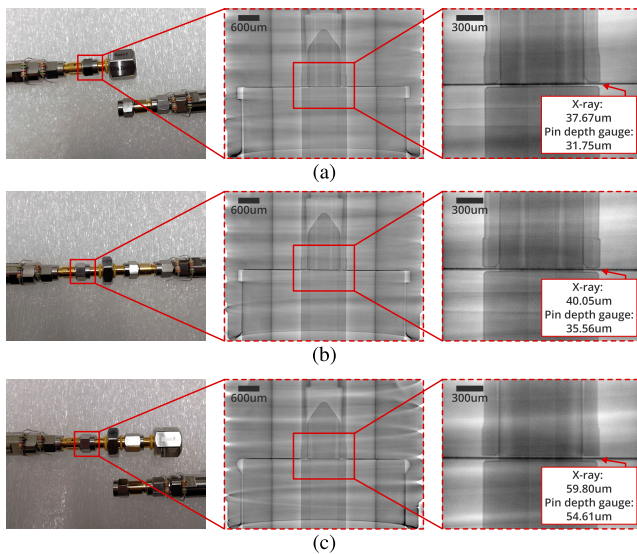 600um
300um
X-ray:
37.67um
Pin depth gauge:
31.75um
(a)
600um
300um
X-ray:
40.05um
Pin depth gauge:
35.56um
(b)
600um
300um
X-ray:
59.80um
Pin depth gauge:
54.61um
(c)